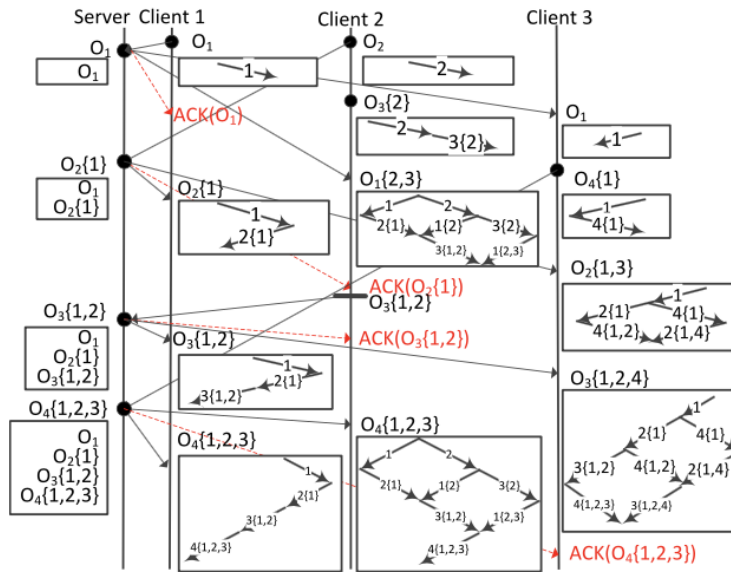 Server Client 1 Client 2 Client 3
O₁ O₁ O₂
O₁ 1 2
ACK(O₁) O₃{2} O₁
2 3{2} 1
O₂{1} O₂{1} O₁{2,3} O₄{1}
O₁
O₂{1}
1
2{1}
1 2
2{1} 1{2} 3{2}
3{1,2} 1{2,3}
1
4{1}
ACK(O₂{1}) O₂{1,3}
O₃{1,2}
1
2{1} 4{1}
4{1,2} 2{1,4}
O₃{1,2} O₃{1,2} ACK(O₃{1,2})
O₁
O₂{1}
O₃{1,2}
1
2{1}
3{1,2}
O₃{1,2,4}
1
2{1} 4{1}
3{1,2} 4{1,2} 2{1,4}
4{1,2,3} 3{1,2,4}
O₄{1,2,3} O₄{1,2,3} O₄{1,2,3}
O₁
O₂{1}
O₃{1,2}
O₄{1,2,3}
1
2{1}
3{1,2}
4{1,2,3}
1 2
2{1} 1{2} 3{2}
3{1,2} 1{2,3}
4{1,2,3}
ACK(O₄{1,2,3})